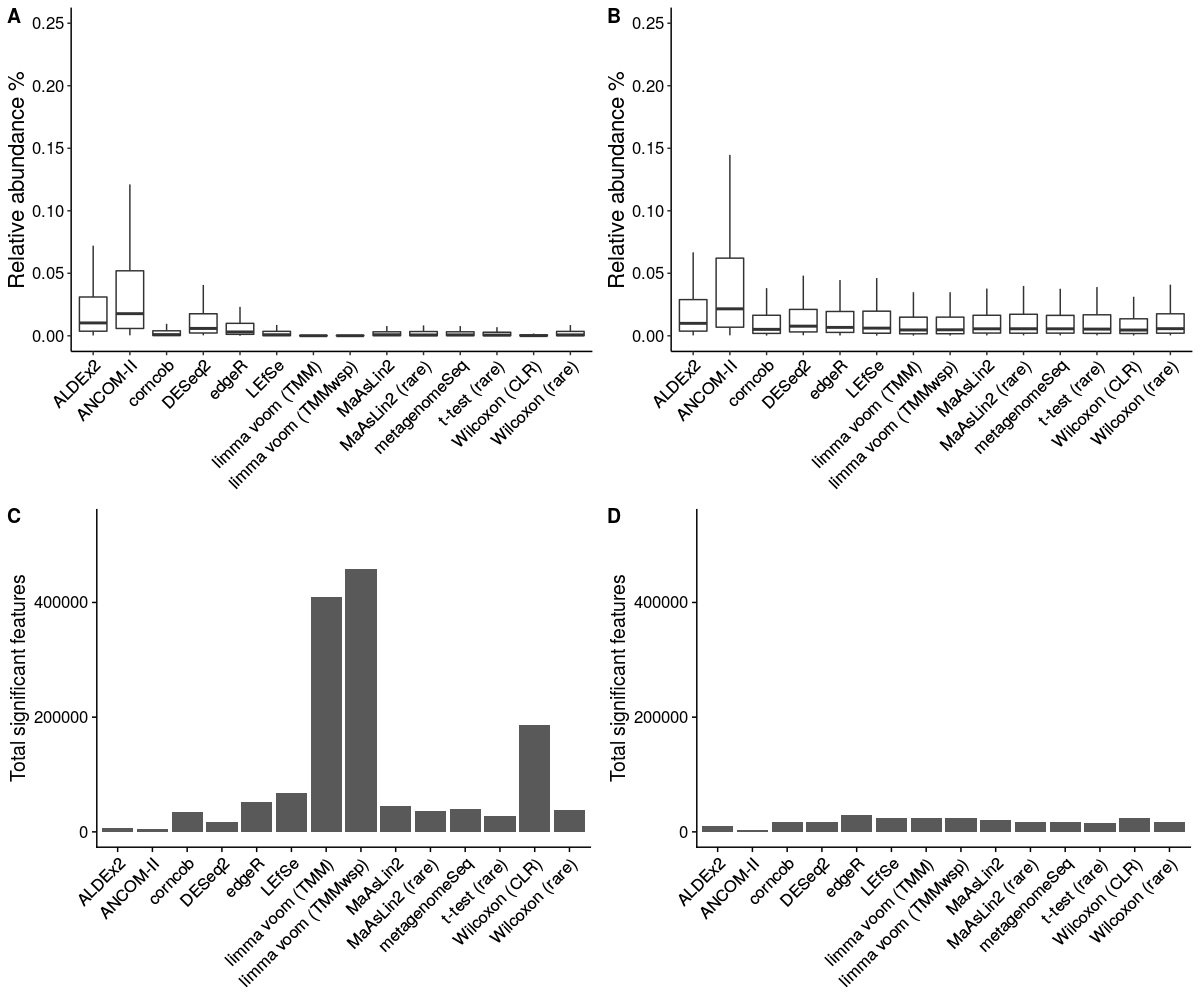 A
Relative abundance %
0.25
0.20
0.15
0.10
0.05
0.00
ALDEx2
ANCOM-II
corncob
DESeq2
edgeR
LEfSe
limma voom (TMM)
limma voom (TMMwsp)
MaAsLin2
MaAsLin2 (rare)
metagenomeSeq
t-test (rare)
Wilcoxon (CLR)
Wilcoxon (rare)
B
Relative abundance %
0.25
0.20
0.15
0.10
0.05
0.00
ALDEx2
ANCOM-II
corncob
DESeq2
edgeR
LEfSe
limma voom (TMM)
limma voom (TMMwsp)
MaAsLin2
MaAsLin2 (rare)
metagenomeSeq
t-test (rare)
Wilcoxon (CLR)
Wilcoxon (rare)
C
Total significant features
400000
200000
0
ALDEx2
ANCOM-II
corncob
DESeq2
edgeR
LEfSe
limma voom (TMM)
limma voom (TMMwsp)
MaAsLin2
MaAsLin2 (rare)
metagenomeSeq
t-test (rare)
Wilcoxon (CLR)
Wilcoxon (rare)
D
Total significant features
400000
200000
0
ALDEx2
ANCOM-II
corncob
DESeq2
edgeR
LEfSe
limma voom (TMM)
limma voom (TMMwsp)
MaAsLin2
MaAsLin2 (rare)
metagenomeSeq
t-test (rare)
Wilcoxon (CLR)
Wilcoxon (rare)